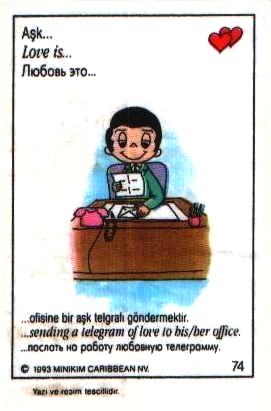 Aşk...
Love is...
Любовь это...
...ofisine bir aşk telgrafı göndermektir.
...sending a telegram of love to his/her office.
...послать на работу любовную телеграмму.
© 1993 MINIKIM CARIBBEAN NV.
74
Yazı ve resim tescillidir.